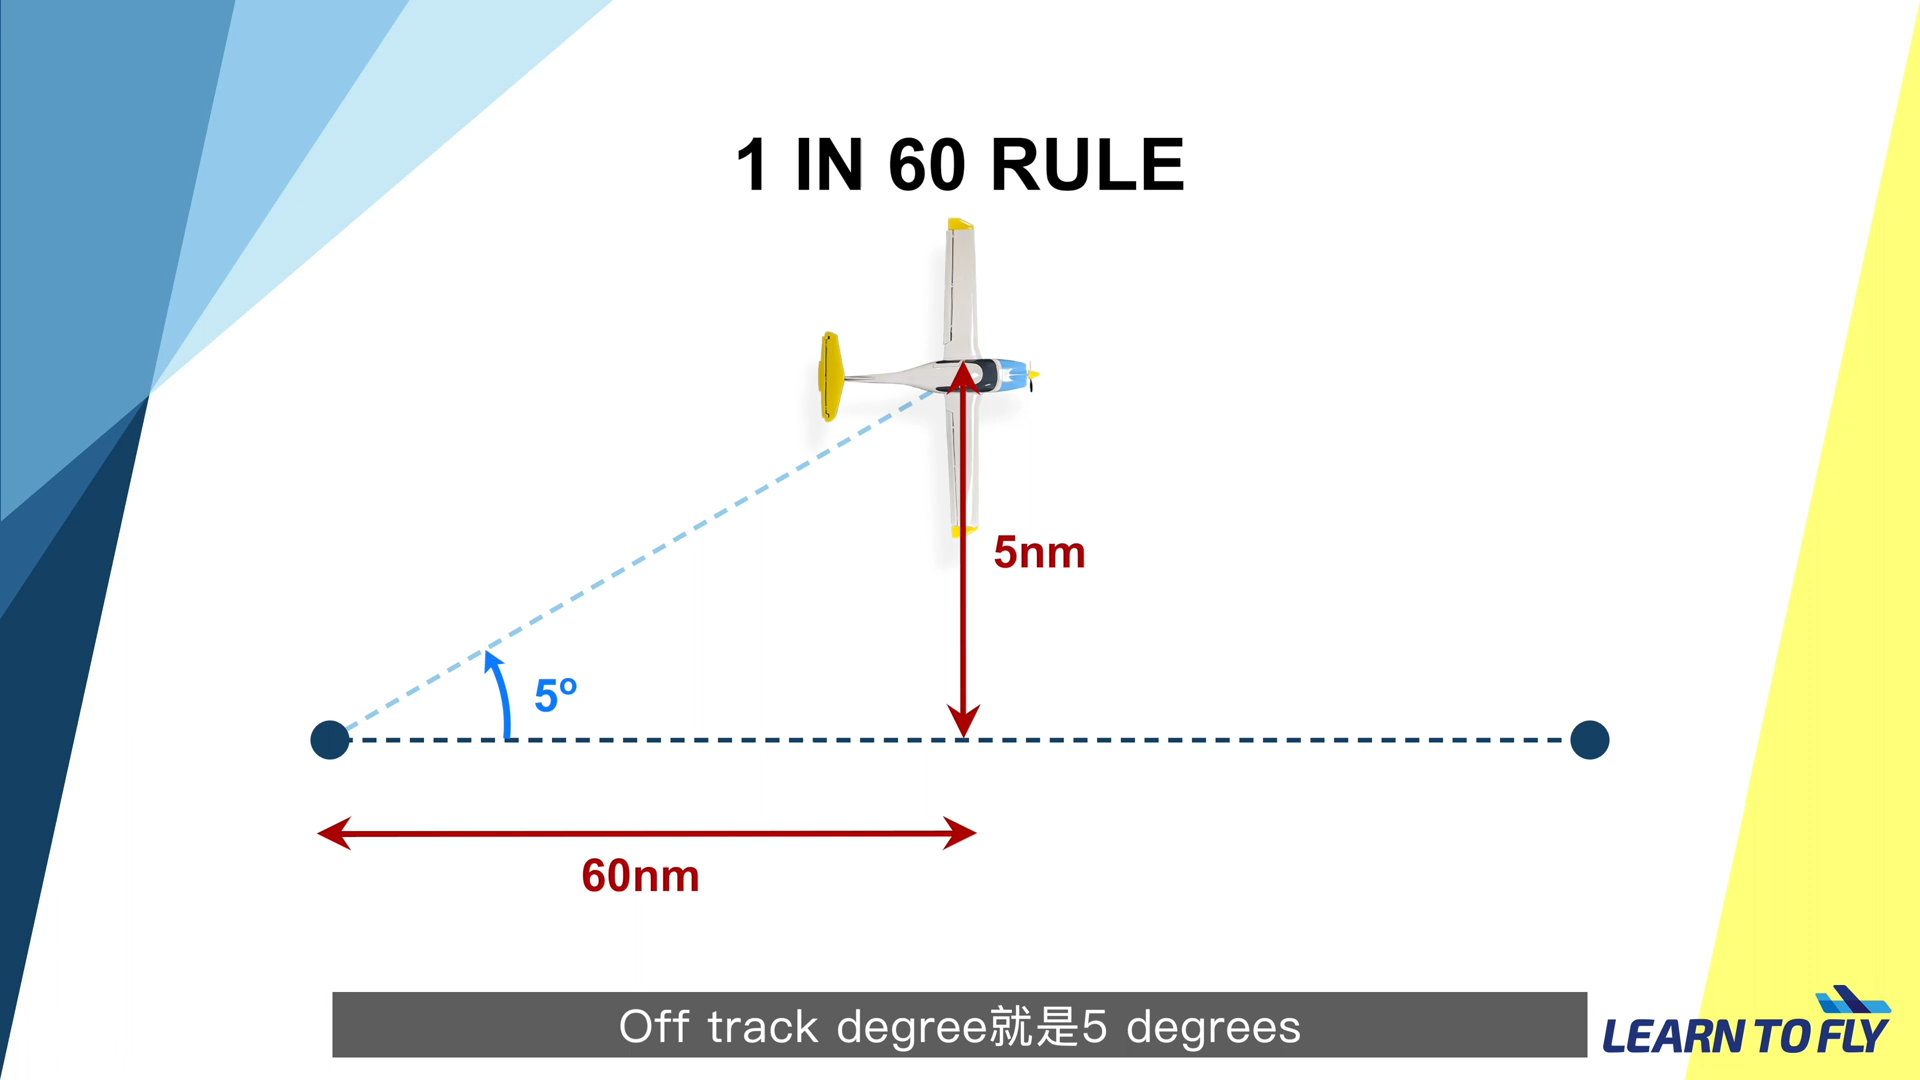 1 IN 60 RULE
5nm
5º
60nm
Off track degree就是5 degrees
LEARN TO FLY